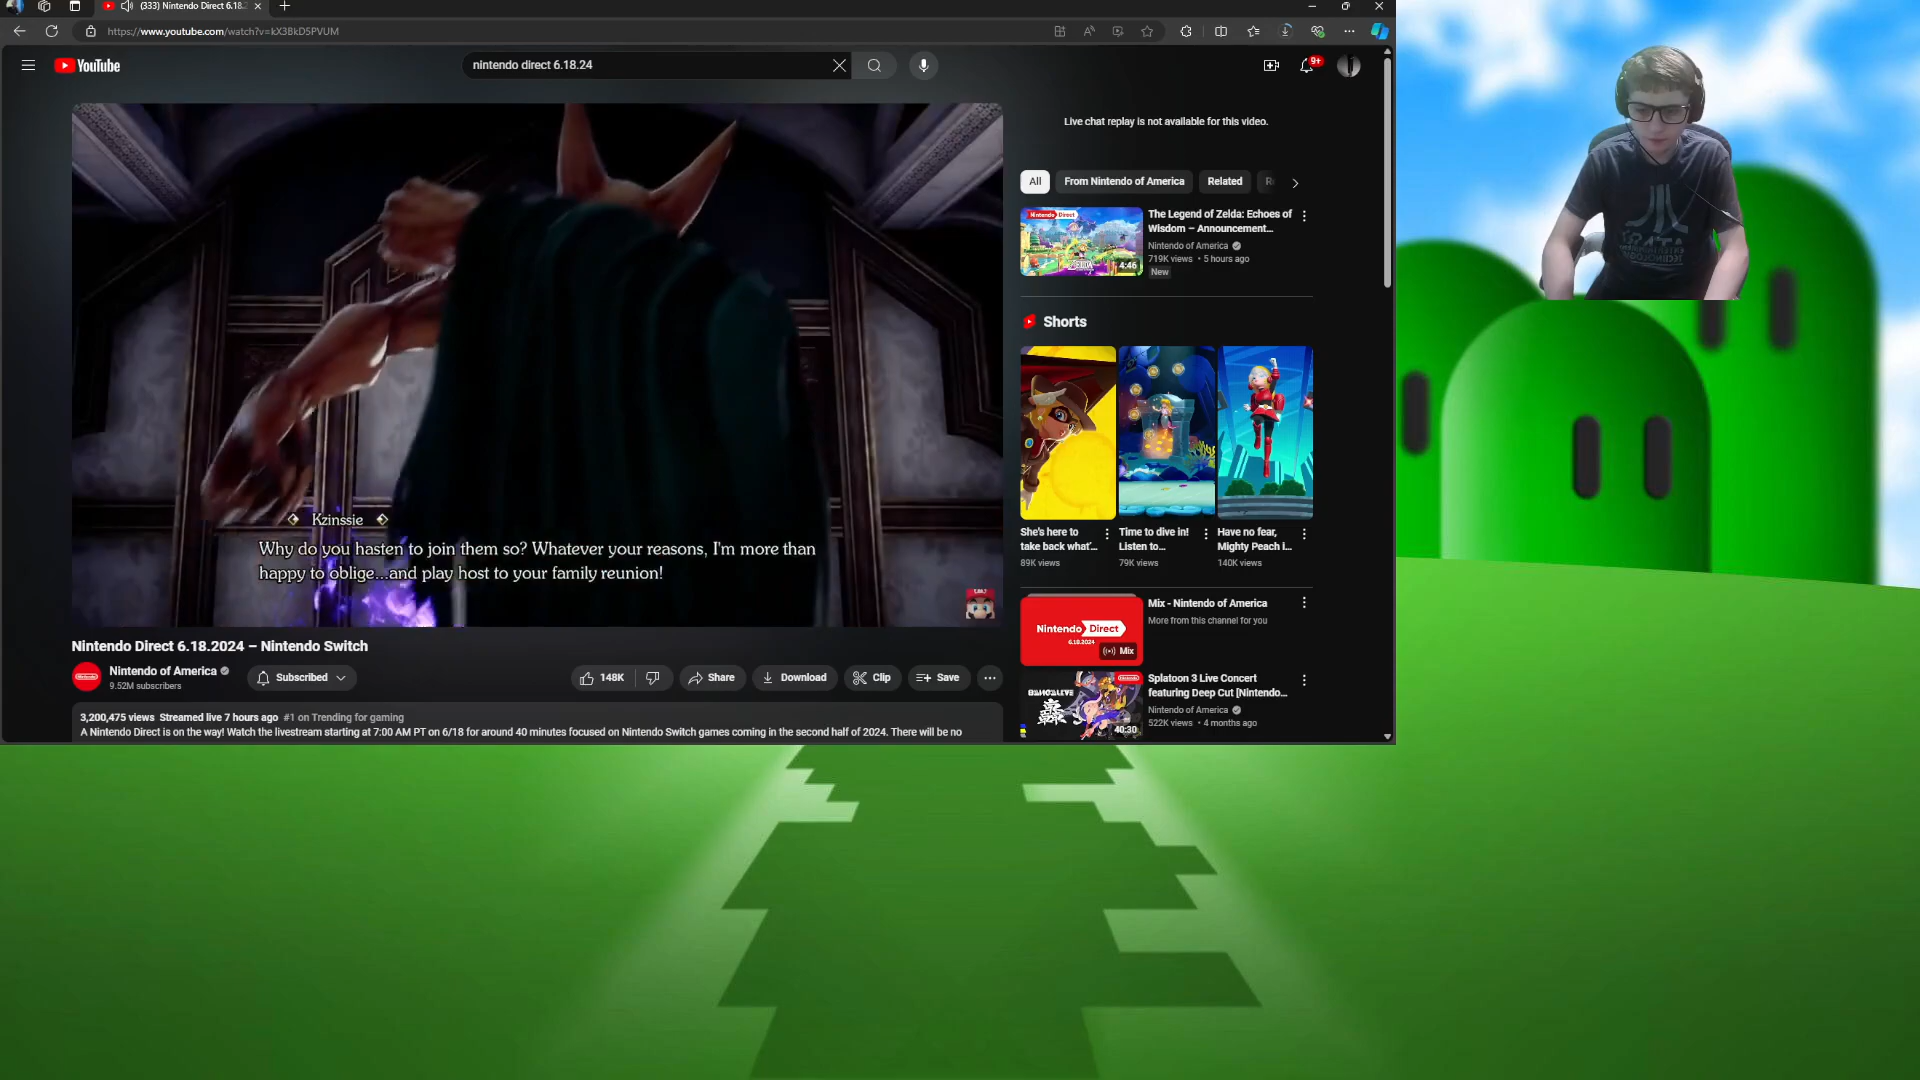 (333) Nintendo Direct 6.18.2
https://www.youtube.com/watch?v=kX3BkD5PVUM
YouTube
nintendo direct 6.18.24
9+
Live chat replay is not available for this video.
All
From Nintendo of America
Related
Nintendo Direct
ZELDA
4:46
The Legend of Zelda: Echoes of
Wisdom – Announcement...
Nintendo of America
719K views • 5 hours ago
New
Shorts
She's here to
take back what'...
89K views
Time to dive in!
Listen to...
79K views
Have no fear,
Mighty Peach i...
140K views
Kzinssie
Why do you hasten to join them so? Whatever your reasons, I'm more than
happy to oblige...and play host to your family reunion!
Nintendo Direct
6.18.2024
Mix
Mix - Nintendo of America
More from this channel for you
40:30
Splatoon 3 Live Concert
featuring Deep Cut [Nintendo...
Nintendo of America
522K views • 4 months ago
Nintendo Direct 6.18.2024 – Nintendo Switch
Nintendo of America
9.52M subscribers
Subscribed
148K
Share
Download
Clip
Save
3,200,475 views Streamed live 7 hours ago #1 on Trending for gaming
A Nintendo Direct is on the way! Watch the livestream starting at 7:00 AM PT on 6/18 for around 40 minutes focused on Nintendo Switch games coming in the second half of 2024. There will be no